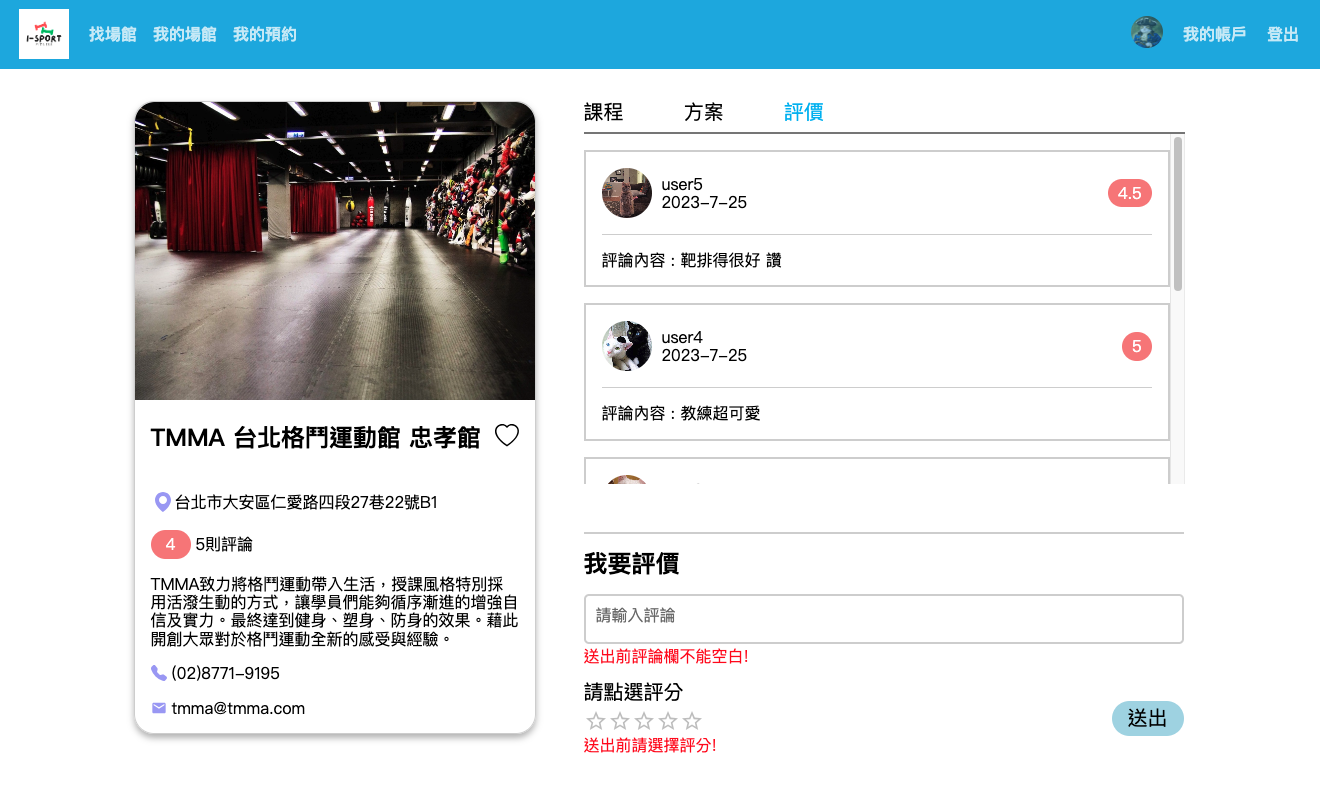 I-SPORT
找場館
我的場館
我的預約
我的帳戶
登出
TMMA 台北格鬥運動館 忠孝館
台北市大安區仁愛路四段27巷22號B1
4 5則評論
TMMA致力將格鬥運動帶入生活，授課風格特別採
用活潑生動的方式，讓學員們能夠循序漸進的增強自
信及實力。最終達到健身、塑身、防身的效果。藉此
開創大眾對於格鬥運動全新的感受與經驗。
(02)8771-9195
tmma@tmma.com
課程
方案
評價
user5
2023-7-25
4.5
評論內容 : 靶排得很好 讚
user4
2023-7-25
5
評論內容 : 教練超可愛
我要評價
請輸入評論
送出前評論欄不能空白!
請點選評分
送出前請選擇評分!
送出